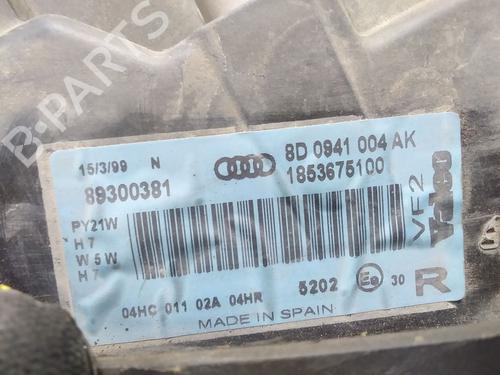 B-PARTS
15/3/99 N
8D 0941 004 AK
89300381
1853675100
PY21W
H7
W5W
H7
VF2
VALEO
04HC 011 02A 04HR
5202
E9
30
R
MADE IN SPAIN